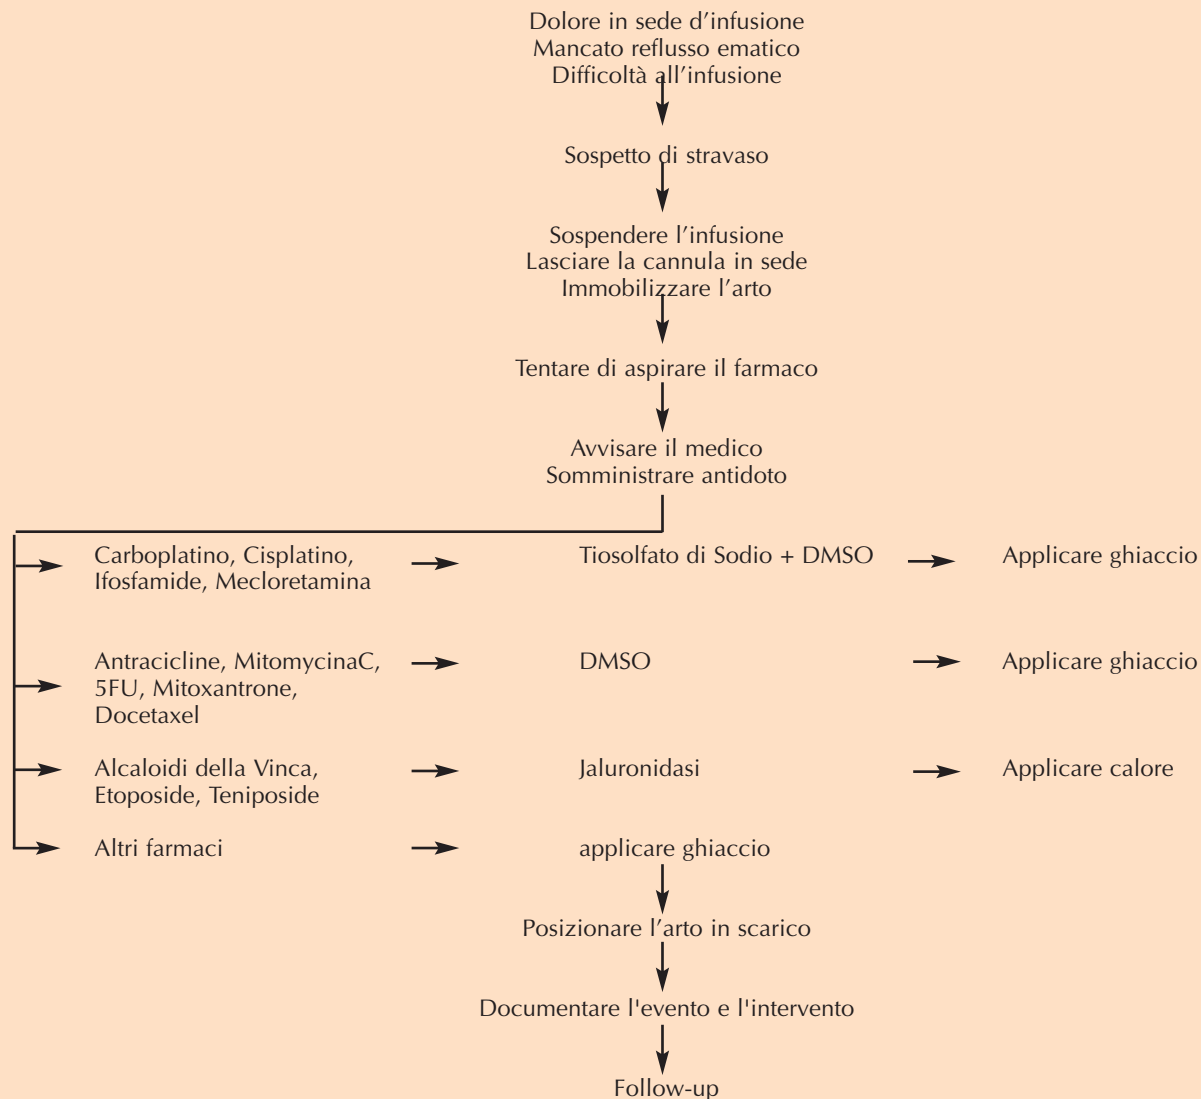 Dolore in sede d’infusione
Mancato reflusso ematico
Difficoltà all’infusione
Sospetto di stravaso
Sospendere l’infusione
Lasciare la cannula in sede
Immobilizzare l’arto
Tentare di aspirare il farmaco
Avvisare il medico
Somministrare antidoto
Carboplatino, Cisplatino,
Ifosfamide, Mecloretamina
Tiosolfato di Sodio + DMSO
Applicare ghiaccio
Antracicline, MitomycinaC,
5FU, Mitoxantrone,
Docetaxel
DMSO
Applicare ghiaccio
Alcaloidi della Vinca,
Etoposide, Teniposide
Jaluronidasi
Applicare calore
Altri farmaci
applicare ghiaccio
Posizionare l’arto in scarico
Documentare l'evento e l'intervento
Follow-up